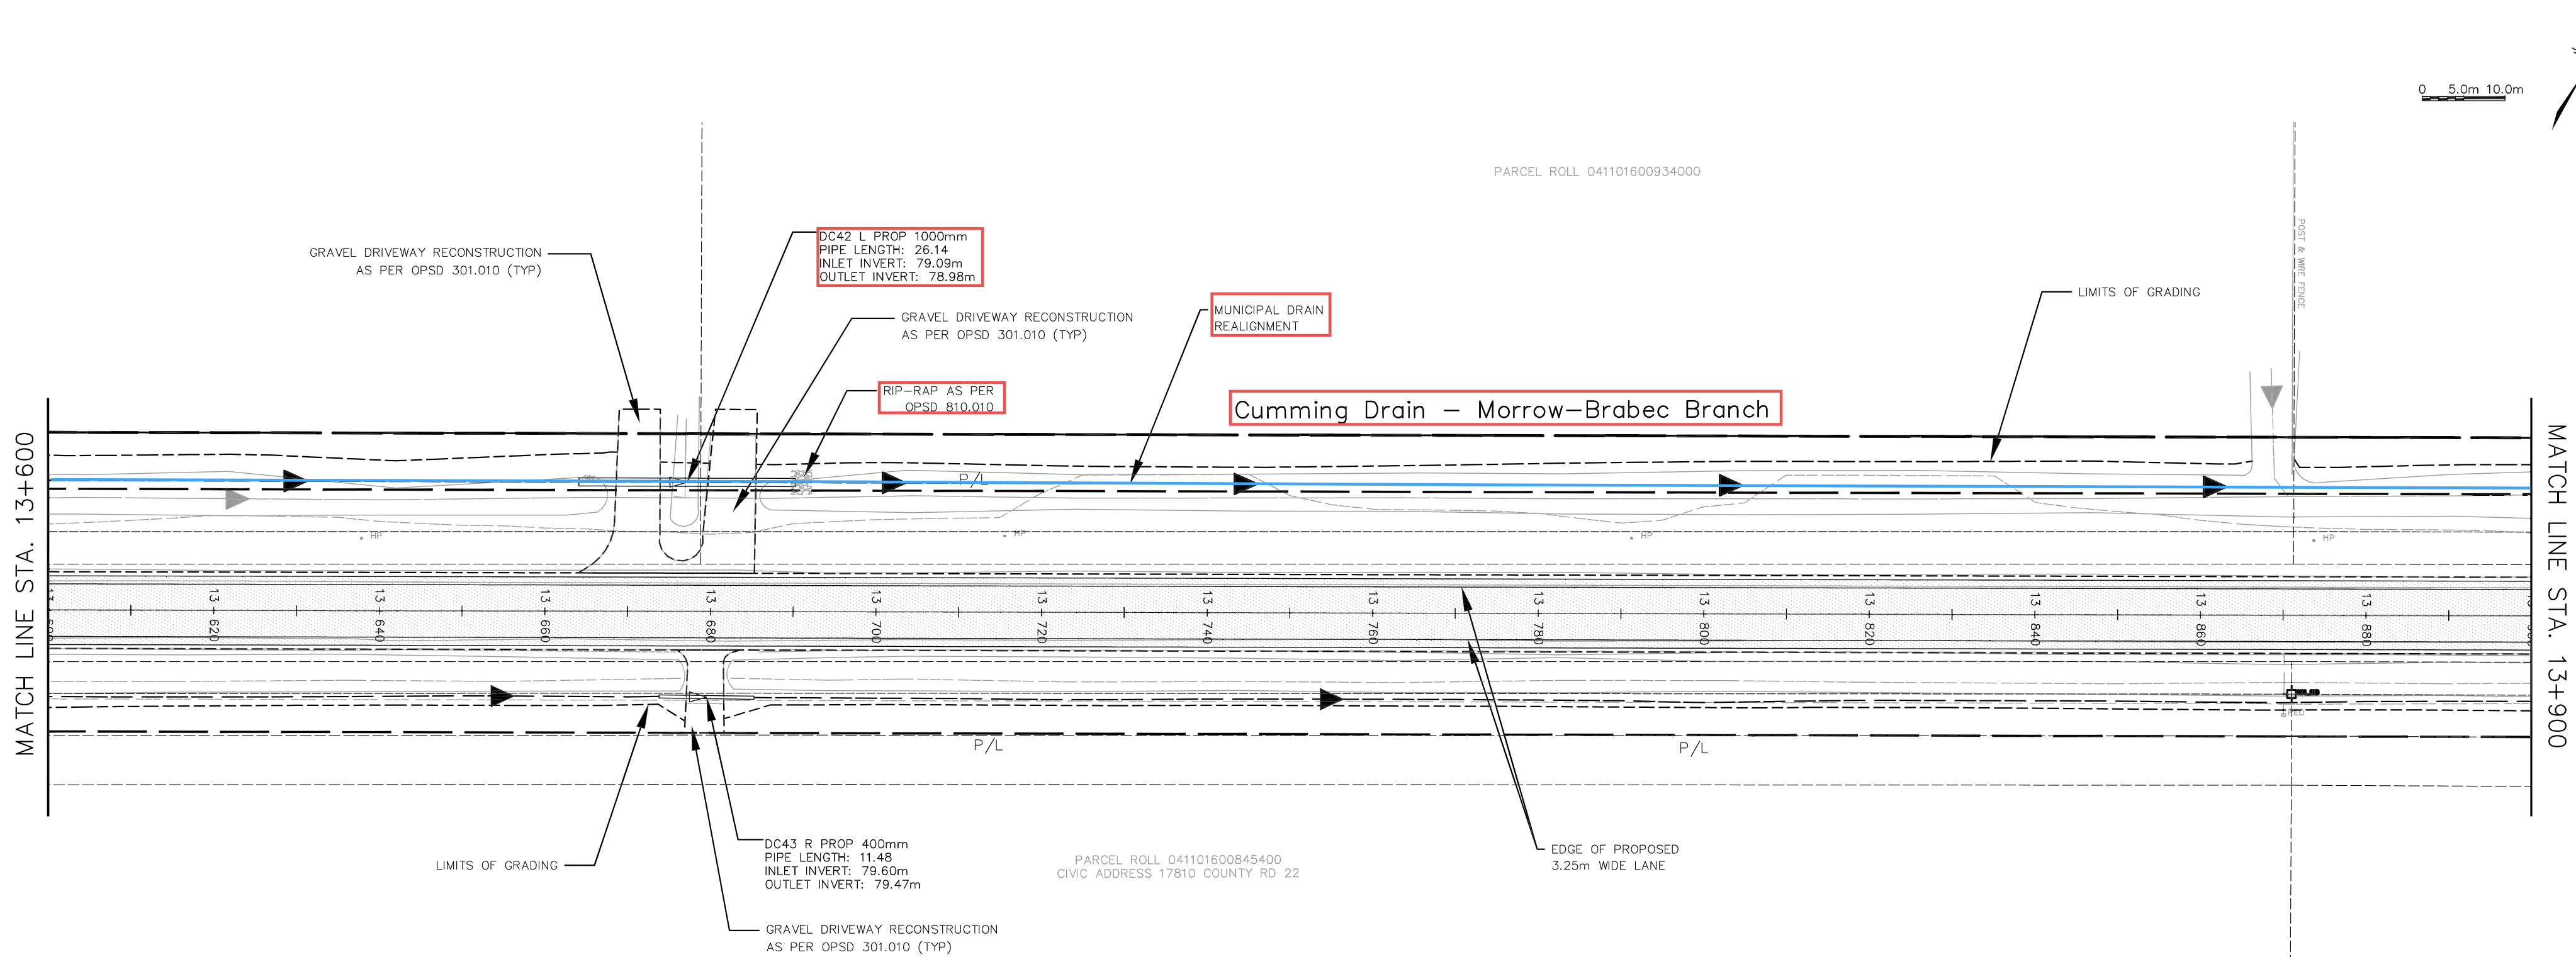 0 5.0m 10.0m
PARCEL ROLL 041101600934000
POST & WIRE FENCE
DC42 L PROP 1000mm
PIPE LENGTH: 26.14
INLET INVERT: 79.09m
OUTLET INVERT: 78.98m
GRAVEL DRIVEWAY RECONSTRUCTION
AS PER OPSD 301.010 (TYP)
GRAVEL DRIVEWAY RECONSTRUCTION
AS PER OPSD 301.010 (TYP)
MUNICIPAL DRAIN
REALIGNMENT
LIMITS OF GRADING
RIP-RAP AS PER
OPSD 810.010
Cumming Drain - Morrow-Brabec Branch
MATCH LINE STA. 13+600
MATCH LINE STA. 13+900
P/L
HP
HP
HP
HP
13+620
13+640
13+660
13+680
13+700
13+720
13+740
13+760
13+780
13+800
13+820
13+840
13+860
13+880
P/L
P/L
DC43 R PROP 400mm
PIPE LENGTH: 11.48
INLET INVERT: 79.60m
OUTLET INVERT: 79.47m
LIMITS OF GRADING
PARCEL ROLL 041101600845400
CIVIC ADDRESS 17810 COUNTY RD 22
EDGE OF PROPOSED
3.25m WIDE LANE
GRAVEL DRIVEWAY RECONSTRUCTION
AS PER OPSD 301.010 (TYP)